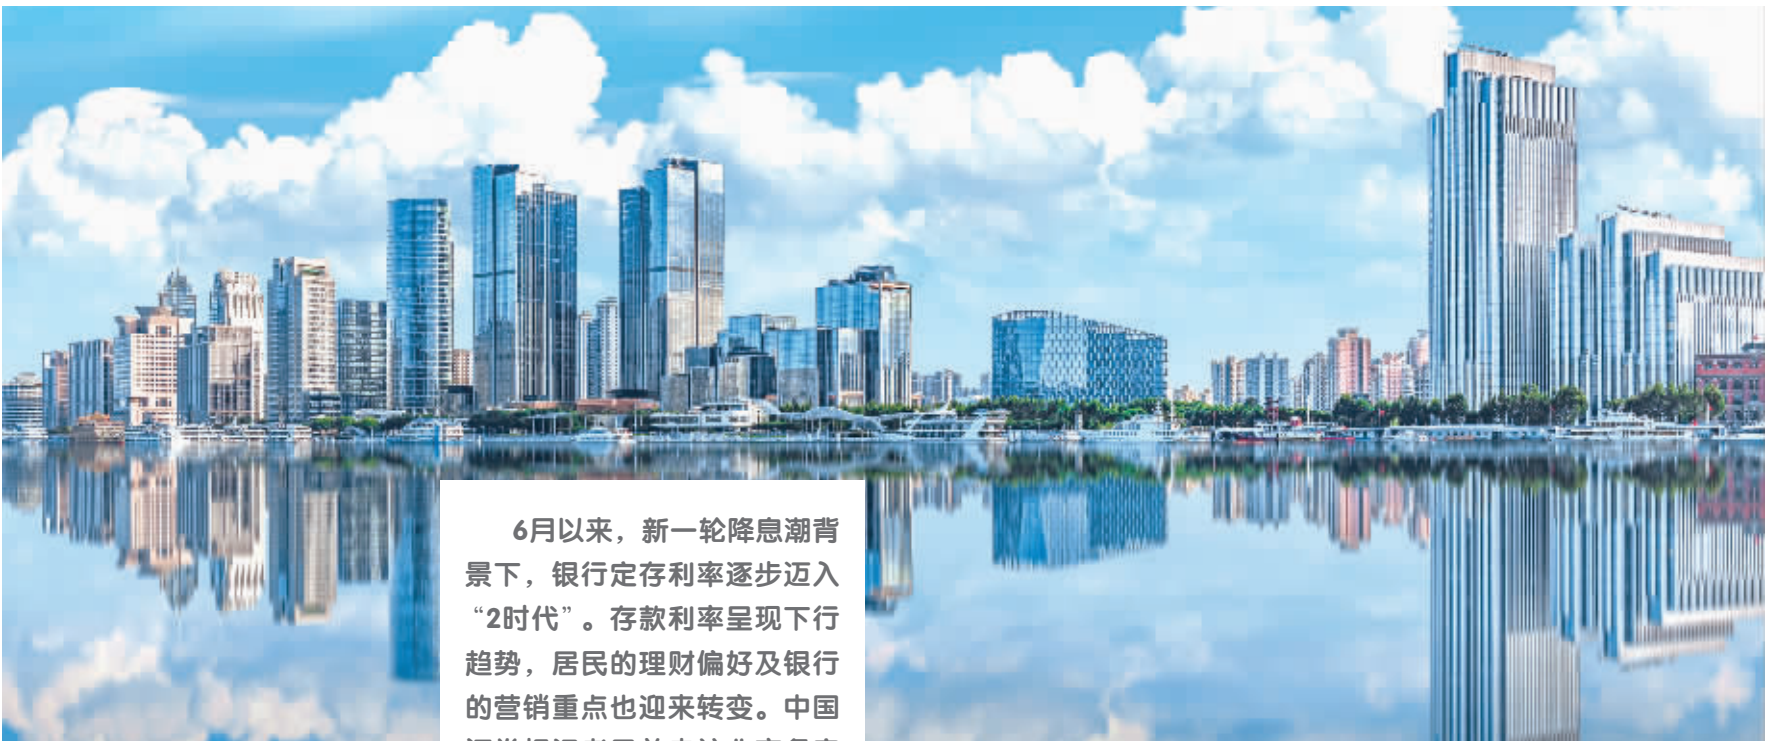 6月以来，新一轮降息潮背
景下，银行定存利率逐步迈入
“2时代”。存款利率呈现下行
趋势，居民的理财偏好及银行
的营销重点也迎来转变。中国